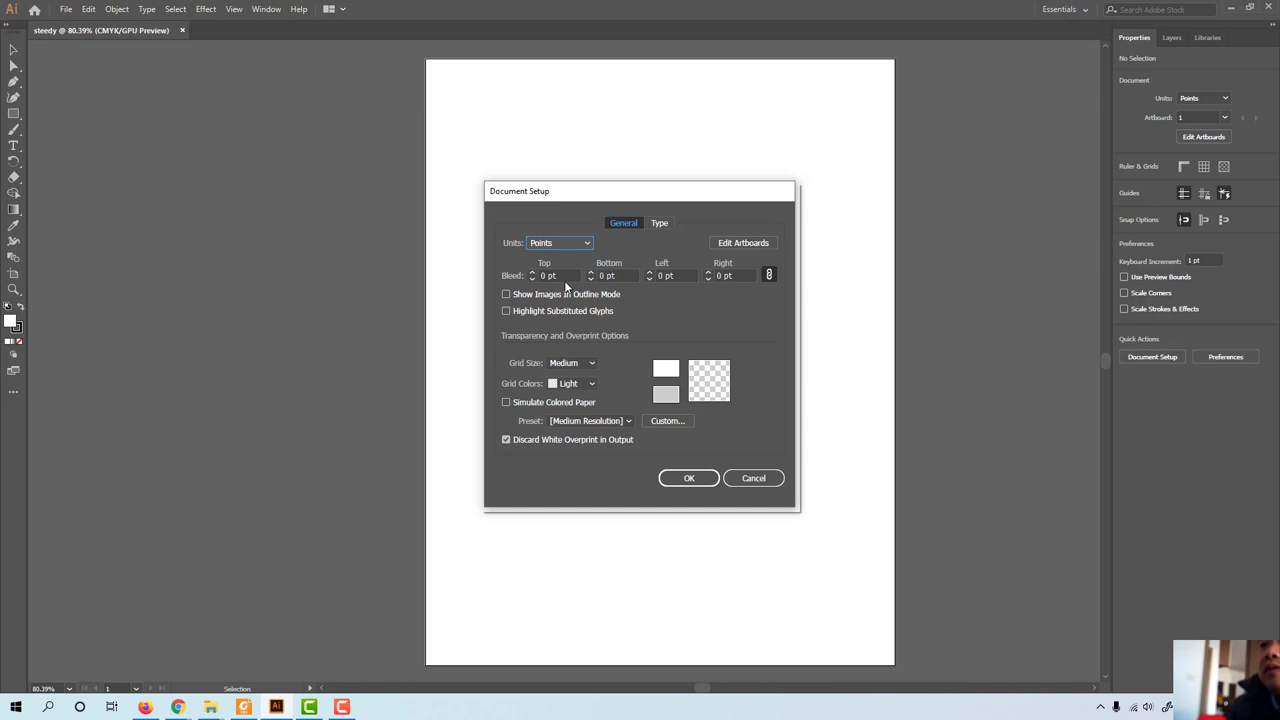 Ai File Edit Object Type Select Effect View Window Help Essentials Search Adobe Stock
steedy @ 80.39% (CMYK/GPU Preview) ×
Properties Layers Libraries
No Selection
Document
Units: Points
Artboard: 1
Edit Artboards
Ruler & Grids
Guides
Snap Options
Preferences
Keyboard Increment: 1 pt
Use Preview Bounds
Scale Corners
Scale Strokes & Effects
Quick Actions
Document Setup Preferences
Document Setup
General Type
Units: Points Edit Artboards
Top Bottom Left Right
Bleed: 0 pt 0 pt 0 pt 0 pt
Show Images In Outline Mode
Highlight Substituted Glyphs
Transparency and Overprint Options
Grid Size: Medium
Grid Colors: Light
Simulate Colored Paper
Preset: [Medium Resolution] Custom...
Discard White Overprint in Output
OK Cancel
80.39% 1 Selection
Ai